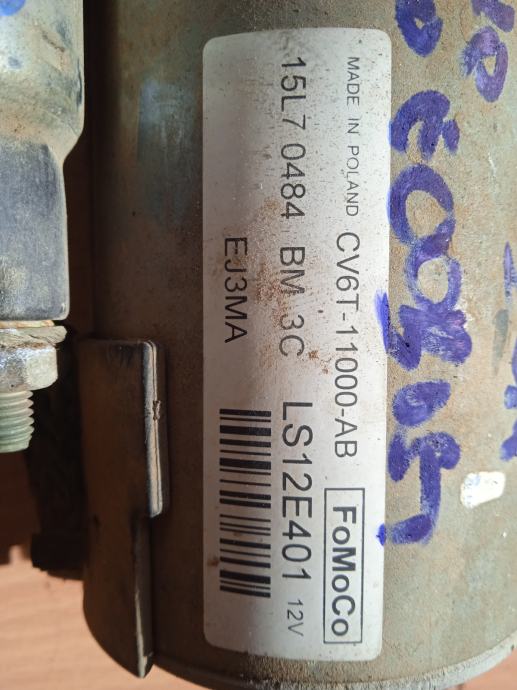 MADE IN POLAND CV6T-11000-AB FoMoCo
15L7 0484 BM 3C LS12E401 12V
EJ3MA